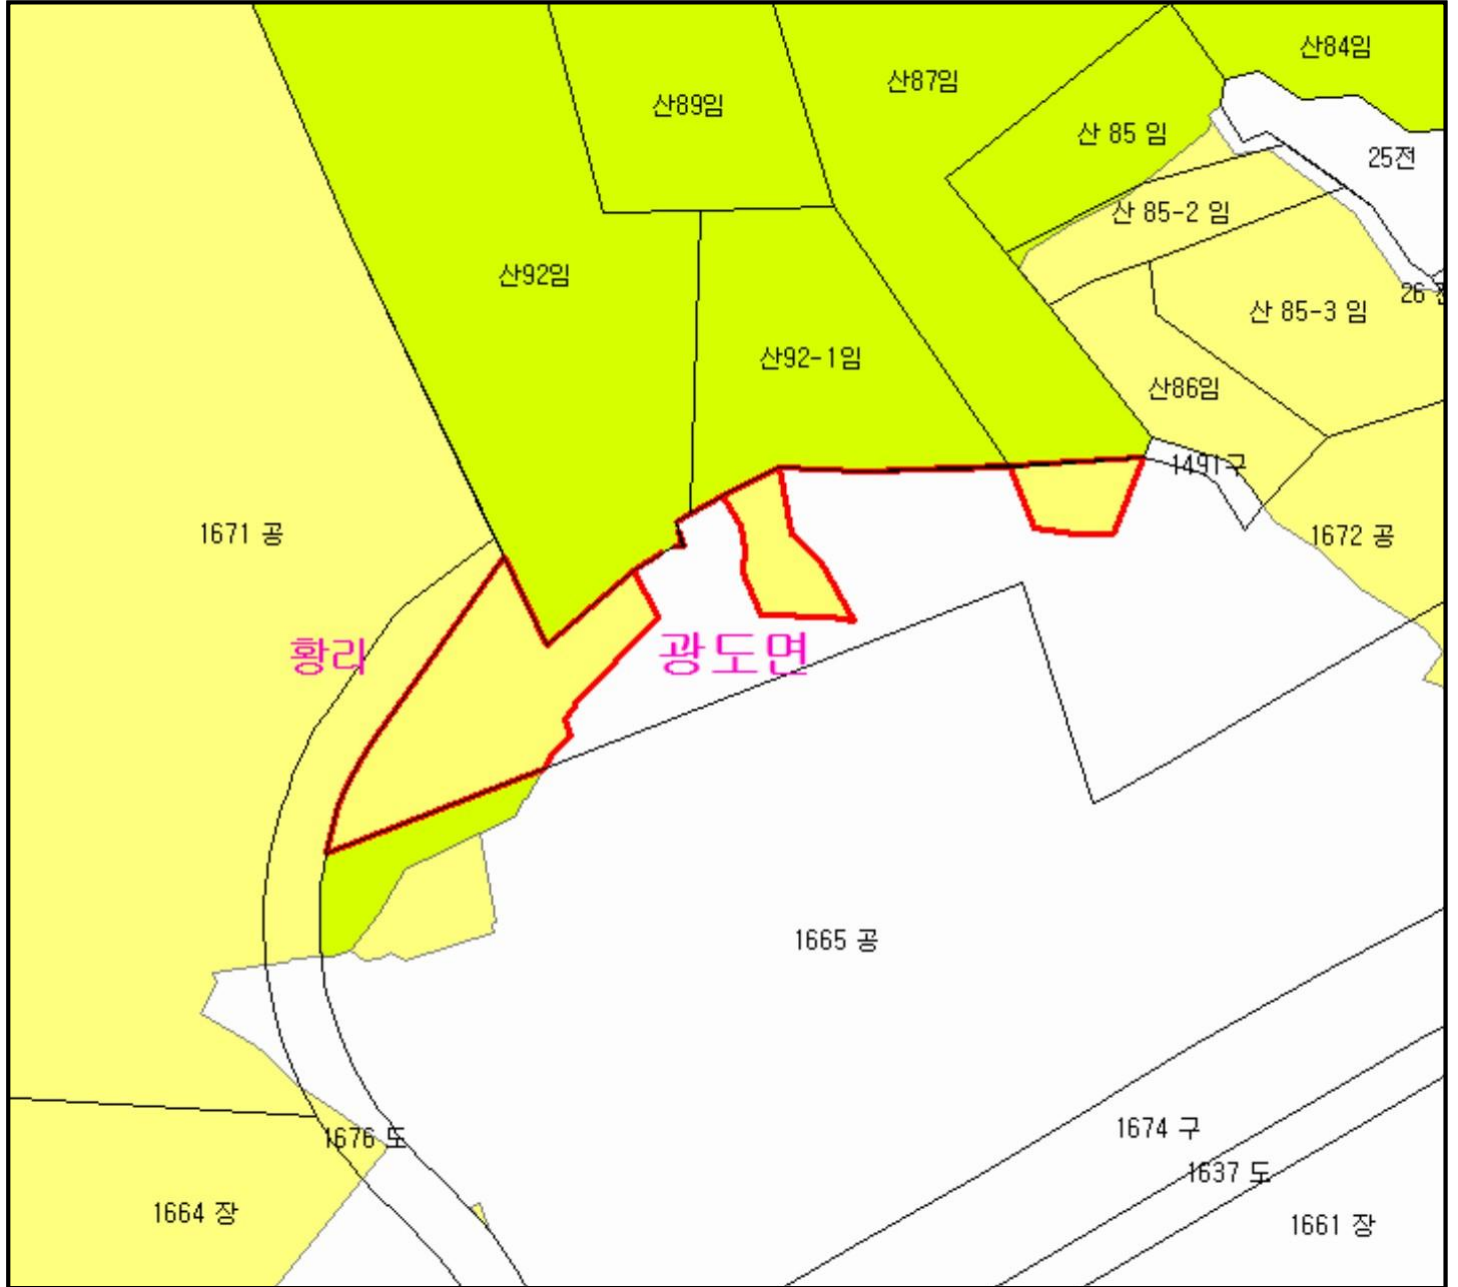 산84임
산87임
산89임
산 85 임
25전
산 85-2 임
산92임
26
산 85-3 임
산92-1임
산86임
1491구
1671 공
1672 공
황리
광도면
1665 공
1674 구
1676 도
1637 도
1664 장
1661 장